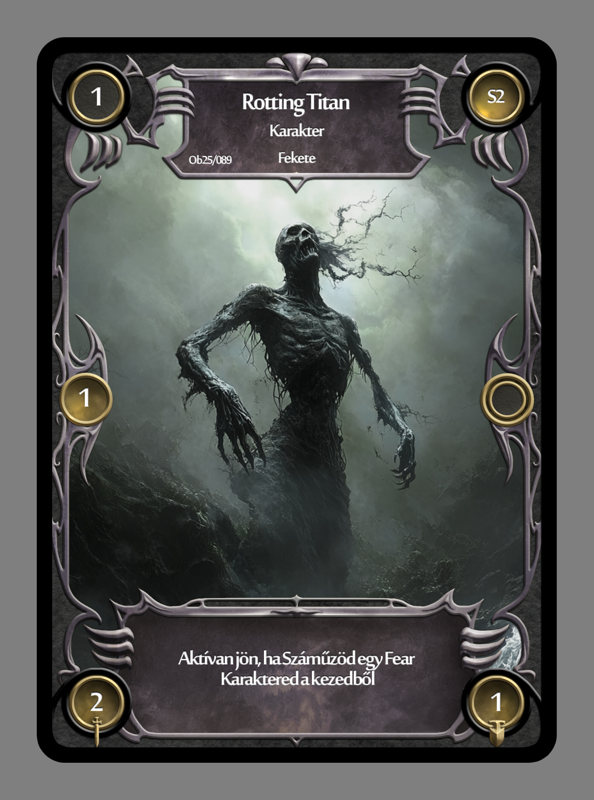 1
Rotting Titan
S2
Karakter
Ob25/089
Fekete
1
Aktívan jön, ha Száműzöd egy Fear
Karaktered a kezedből
2
1